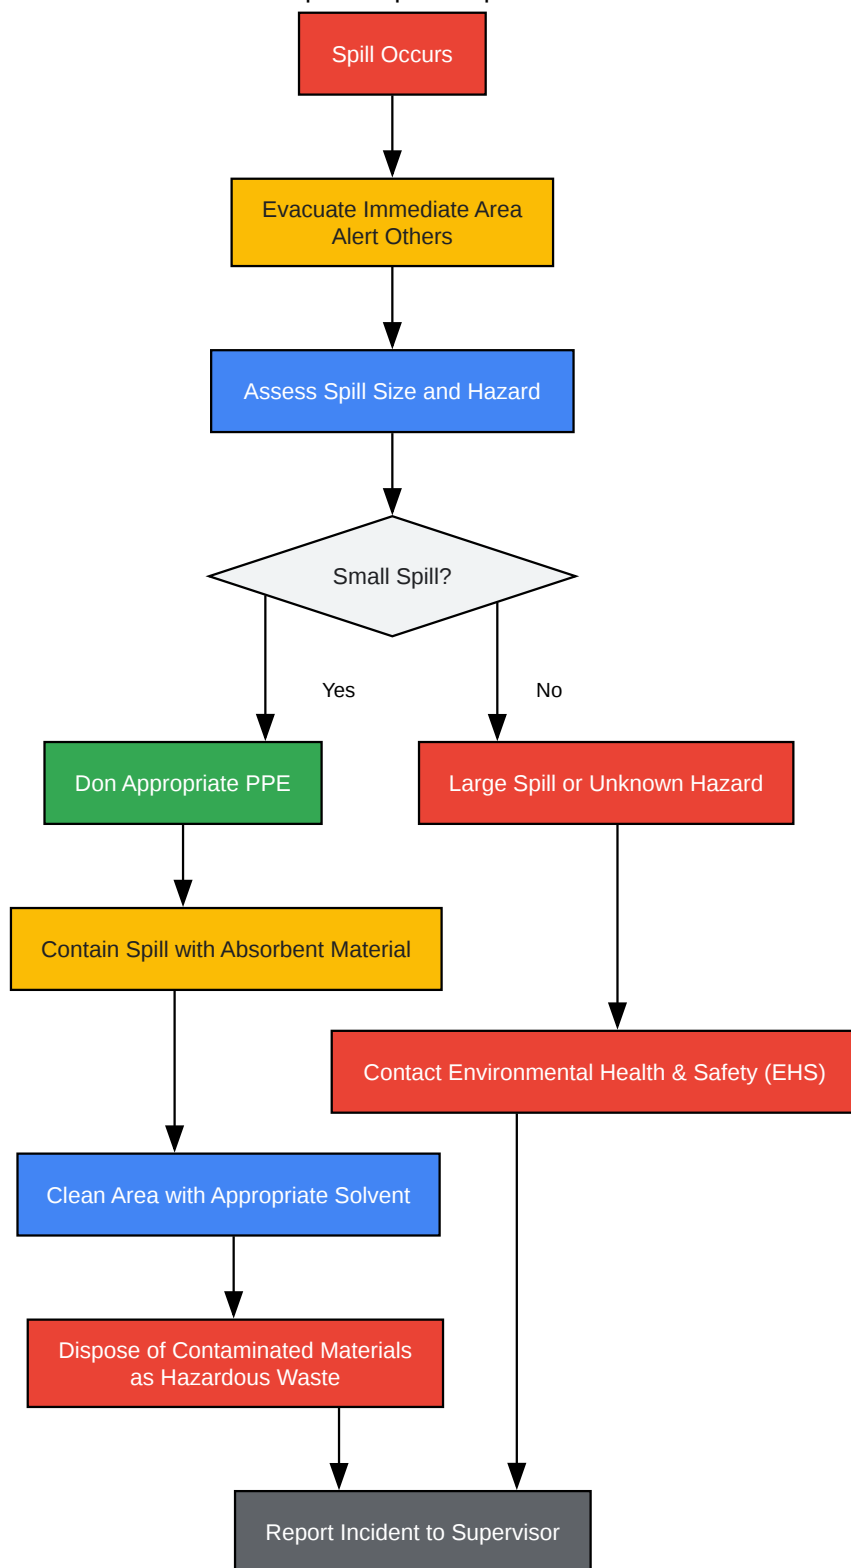 Spill Occurs
Evacuate Immediate Area
Alert Others
Assess Spill Size and Hazard
Small Spill?
Yes
No
Don Appropriate PPE
Large Spill or Unknown Hazard
Contain Spill with Absorbent Material
Contact Environmental Health & Safety (EHS)
Clean Area with Appropriate Solvent
Dispose of Contaminated Materials
as Hazardous Waste
Report Incident to Supervisor